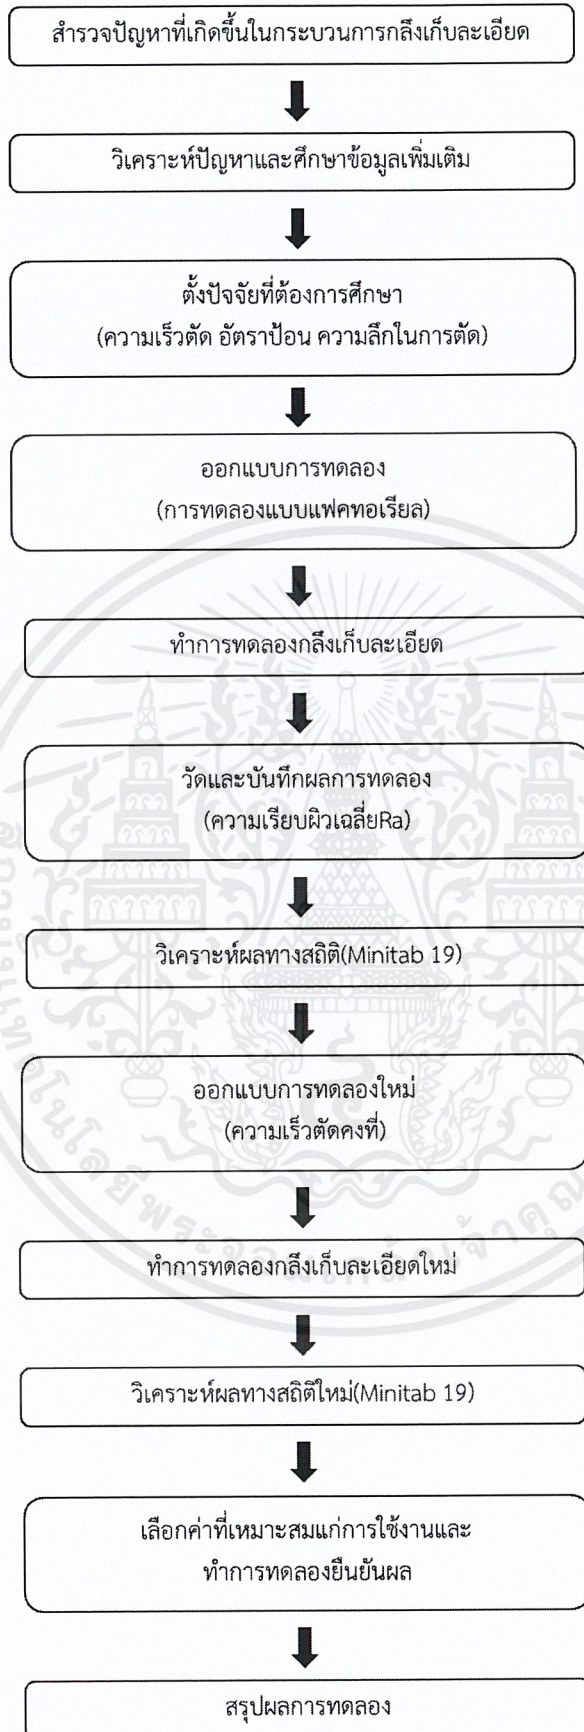 สำรวจปัญหาที่เกิดขึ้นในกระบวนการกลึงเก็บละเอียด
วิเคราะห์ปัญหาและศึกษาข้อมูลเพิ่มเติม
ตั้งปัจจัยที่ต้องการศึกษา
(ความเร็วตัด อัตราป้อน ความลึกในการตัด)
ออกแบบการทดลอง
(การทดลองแบบแฟคทอเรียล)
ทำการทดลองกลึงเก็บละเอียด
วัดและบันทึกผลการทดลอง
(ความเรียบผิวเฉลี่ยRa)
วิเคราะห์ผลทางสถิติ(Minitab 19)
ออกแบบการทดลองใหม่
(ความเร็วตัดคงที่)
ทำการทดลองกลึงเก็บละเอียดใหม่
วิเคราะห์ผลทางสถิติใหม่(Minitab 19)
เลือกค่าที่เหมาะสมแก่การใช้งานและ
ทำการทดลองยืนยันผล
สรุปผลการทดลอง